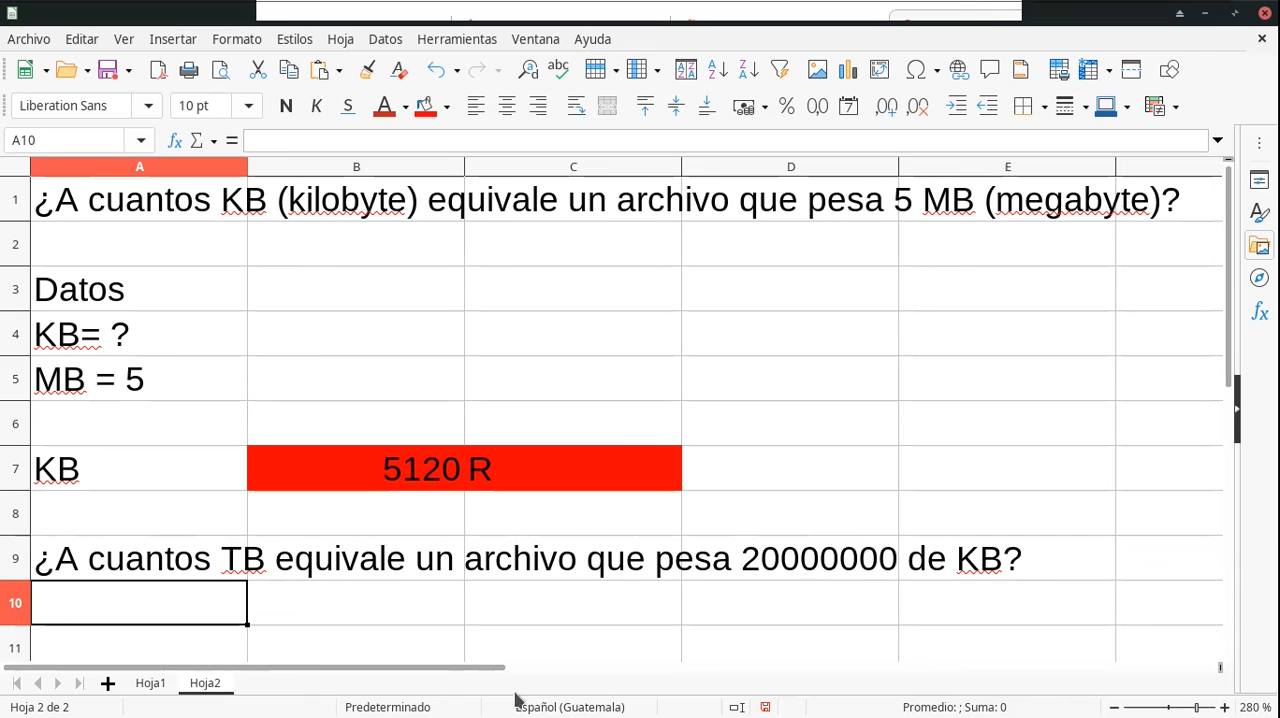 Archivo Editar Ver Insertar Formato Estilos Hoja Datos Herramientas Ventana Ayuda
Liberation Sans 10 pt N K S
A10
A B C D E
1 ¿A cuantos KB (kilobyte) equivale un archivo que pesa 5 MB (megabyte)?
2
3 Datos
4 KB= ?
5 MB = 5
6
7 KB 5120 R
8
9 ¿A cuantos TB equivale un archivo que pesa 20000000 de KB?
10
11
Hoja1 Hoja2
Hoja 2 de 2 Predeterminado Español (Guatemala) Promedio: ; Suma: 0 280 %